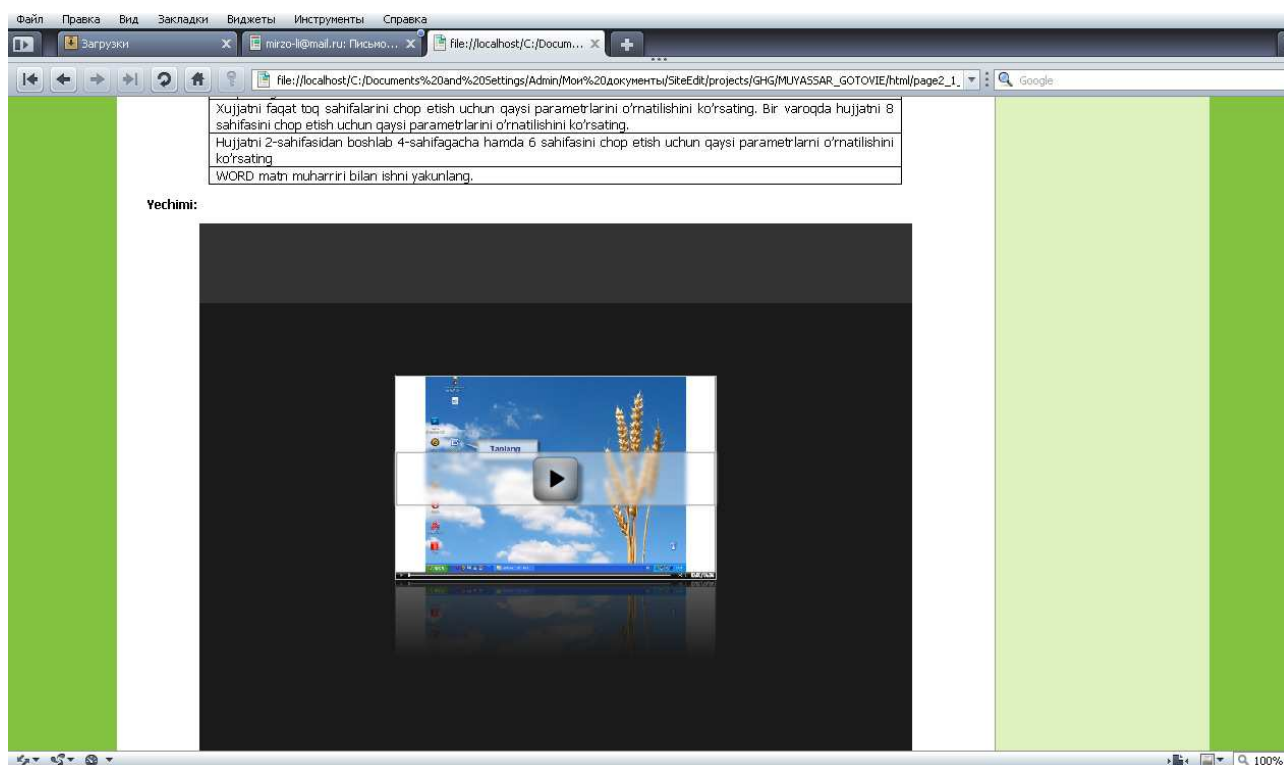 Файл Правка Вид Закладки Виджеты Инструменты Справка
Загрузки
mirzo-li@mail.ru: Письмо...
file://localhost/C:/Docum...
file://localhost/C:/Documents%20and%20Settings/Admin/Мои%20документы/SiteEdit/projects/GHG/MUYASSAR_GOTOVIE/html/page2_1_
Google
Xujjatni faqat toq sahifalarini chop etish uchun qaysi parametrlarini o'rnatilishini ko'rsating. Bir varoqda hujjatni 8
sahifasini chop etish uchun qaysi parametrlarini o'rnatilishini ko'rsating.
Hujjatni 2-sahifasidan boshlab 4-sahifagacha hamda 6 sahifasini chop etish uchun qaysi parametrlarni o'rnatilishini
ko'rsating
WORD matn muharriri bilan ishni yakunlang.
Yechimi:
Tanlang
100%